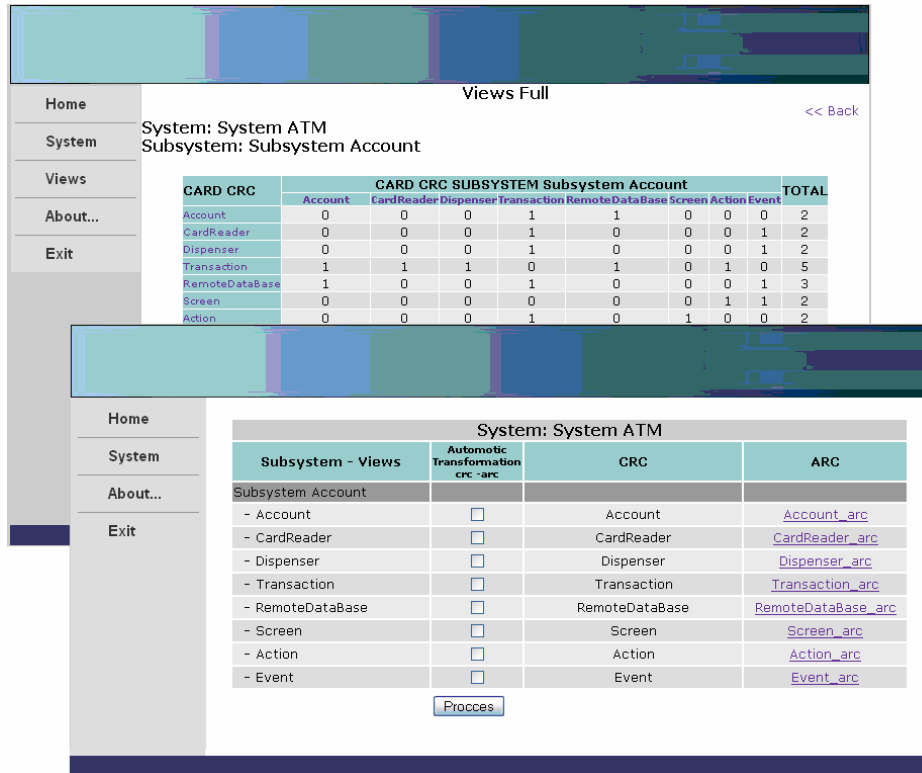 Views Full
<< Back
Home
System
Views
About...
Exit
System: System ATM
Subsystem: Subsystem Account
CARD CRC CARD CRC SUBSYSTEM Subsystem Account TOTAL
Account CardReader Dispenser Transaction RemoteDataBase Screen Action Event
Account 0 0 0 1 1 0 0 0 2
CardReader 0 0 0 1 0 0 0 1 2
Dispenser 0 0 0 1 0 0 0 1 2
Transaction 1 1 1 0 1 0 1 0 5
RemoteDataBase 1 0 0 1 0 0 0 1 3
Screen 0 0 0 0 0 0 1 1 2
Action 0 0 0 1 0 1 0 0 2
Home
System
About...
Exit
System: System ATM
Subsystem - Views Automotic Transformation crc -arc CRC ARC
Subsystem Account
- Account Account Account_arc
- CardReader CardReader CardReader_arc
- Dispenser Dispenser Dispenser_arc
- Transaction Transaction Transaction_arc
- RemoteDataBase RemoteDataBase RemoteDataBase_arc
- Screen Screen Screen_arc
- Action Action Action_arc
- Event Event Event_arc
Procces